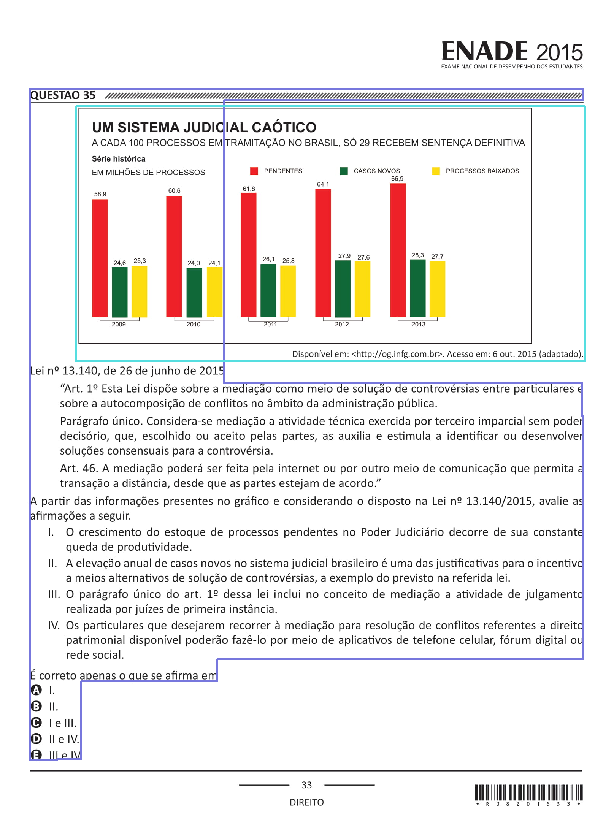 ENADE 2015
EXAME NACIONAL DE DESEMPENHO DOS ESTUDANTES
QUESTÃO 35
UM SISTEMA JUDICIAL CAÓTICO
A CADA 100 PROCESSOS EM TRAMITAÇÃO NO BRASIL, SÓ 29 RECEBEM SENTENÇA DEFINITIVA
Série histórica
EM MILHÕES DE PROCESSOS
PENDENTES CASOS NOVOS PROCESSOS BAIXADOS
58,9 24,6 25,3
60,6 24,3 24,1
61,8 26,1 25,8
64,1 27,9 27,6
66,9 28,3 27,7
2009 2010 2011 2012 2013
Disponível em: <http://og.infg.com.br>. Acesso em: 6 out. 2015 (adaptado).
Lei nº 13.140, de 26 de junho de 2015
“Art. 1º Esta Lei dispõe sobre a mediação como meio de solução de controvérsias entre particulares e
sobre a autocomposição de conflitos no âmbito da administração pública.
Parágrafo único. Considera-se mediação a atividade técnica exercida por terceiro imparcial sem poder
decisório, que, escolhido ou aceito pelas partes, as auxilia e estimula a identificar ou desenvolver
soluções consensuais para a controvérsia.
Art. 46. A mediação poderá ser feita pela internet ou por outro meio de comunicação que permita a
transação a distância, desde que as partes estejam de acordo.”
A partir das informações presentes no gráfico e considerando o disposto na Lei nº 13.140/2015, avalie as
afirmações a seguir.
I. O crescimento do estoque de processos pendentes no Poder Judiciário decorre de sua constante
queda de produtividade.
II. A elevação anual de casos novos no sistema judicial brasileiro é uma das justificativas para o incentivo
a meios alternativos de solução de controvérsias, a exemplo do previsto na referida lei.
III. O parágrafo único do art. 1º dessa lei inclui no conceito de mediação a atividade de julgamento
realizada por juízes de primeira instância.
IV. Os particulares que desejarem recorrer à mediação para resolução de conflitos referentes a direito
patrimonial disponível poderão fazê-lo por meio de aplicativos de telefone celular, fórum digital ou
rede social.
É correto apenas o que se afirma em
A I.
B II.
C I e III.
D II e IV.
E III e IV.
33
DIREITO